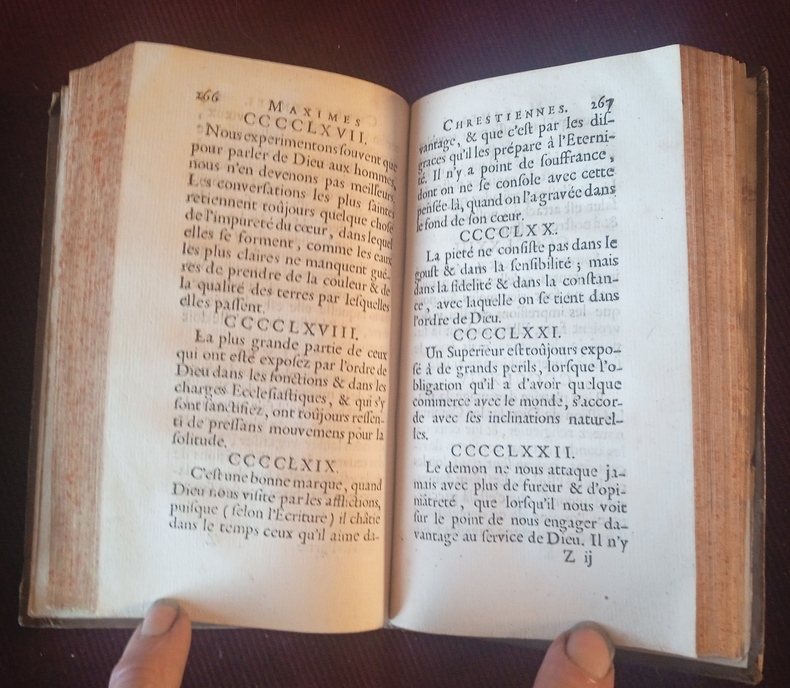 266
MAXIMES
CCCCLXVII.
Nous experimentons souvent que
pour parler de Dieu aux hommes,
nous n'en devenons pas meilleurs.
Les conversations les plus saintes
retiennent toûjours quelque chose
de l'impureté du cœur, dans lequel
elles se forment, comme les eaux
les plus claires ne manquent gué-
res de prendre de la couleur & de
la qualité des terres par lesquelles
elles passent.
CCCCLXVIII.
La plus grande partie de ceux
qui ont esté exposez par l'ordre de
Dieu dans les fonctions & dans les
charges Ecclesiastiques, & qui s'y
sont sanctifiez, ont toûjours ressen-
ti de pressans mouvemens pour la
solitude.
CCCCLXIX.
C'est une bonne marque, quand
Dieu nous visite par les afflictions,
puisque (selon l'Ecriture) il châtie
dans le temps ceux qu'il aime da-
CHRESTIENNES. 267
vantage, & que c'est par les dis-
graces qu'il les prépare à l'Eterni-
té. Il n'y a point de souffrance,
dont on ne se console avec cette
pensée là, quand on l'a gravée dans
le fond de son cœur.
CCCCLXX.
La pieté ne consiste pas dans le
goust & dans la sensibilité ; mais
dans la fidelité & dans la constan-
ce, avec laquelle on se tient dans
l'ordre de Dieu.
CCCCLXXI.
Un Superieur est toûjours expo-
sé à de grands perils, lorsque l'o-
bligation qu'il a d'avoir quelque
commerce avec le monde, s'accor-
de avec ses inclinations naturel-
les.
CCCCLXXII.
Le demon ne nous attaque ja-
mais avec plus de fureur & d'opi-
niâtreté, que lorsqu'il nous voit
sur le point de nous engager da-
vantage au service de Dieu. Il n'y
Z ij